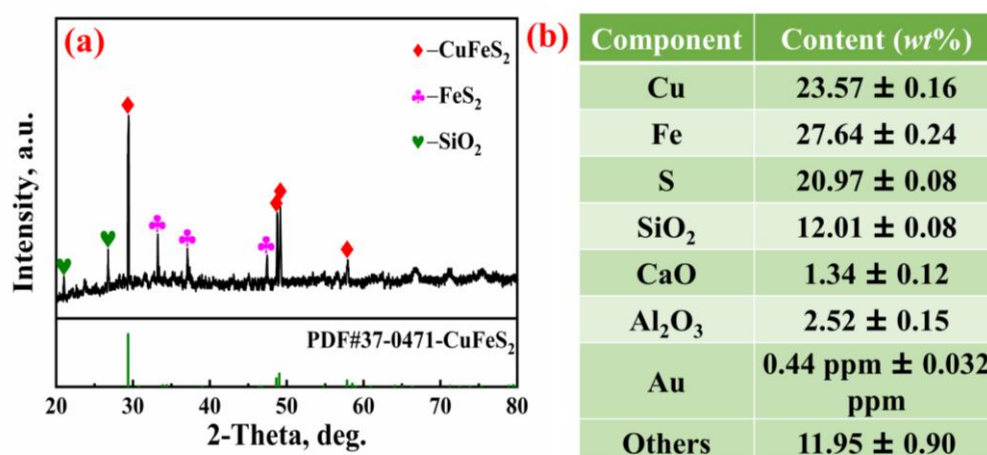 (a)
♦–CuFeS₂
♣–FeS₂
♥–SiO₂
Intensity, a.u.
PDF#37-0471-CuFeS₂
20 30 40 50 60 70 80
2-Theta, deg.
(b)
Component Content (wt%)
Cu 23.57 ± 0.16
Fe 27.64 ± 0.24
S 20.97 ± 0.08
SiO₂ 12.01 ± 0.08
CaO 1.34 ± 0.12
Al₂O₃ 2.52 ± 0.15
Au 0.44 ppm ± 0.032
ppm
Others 11.95 ± 0.90